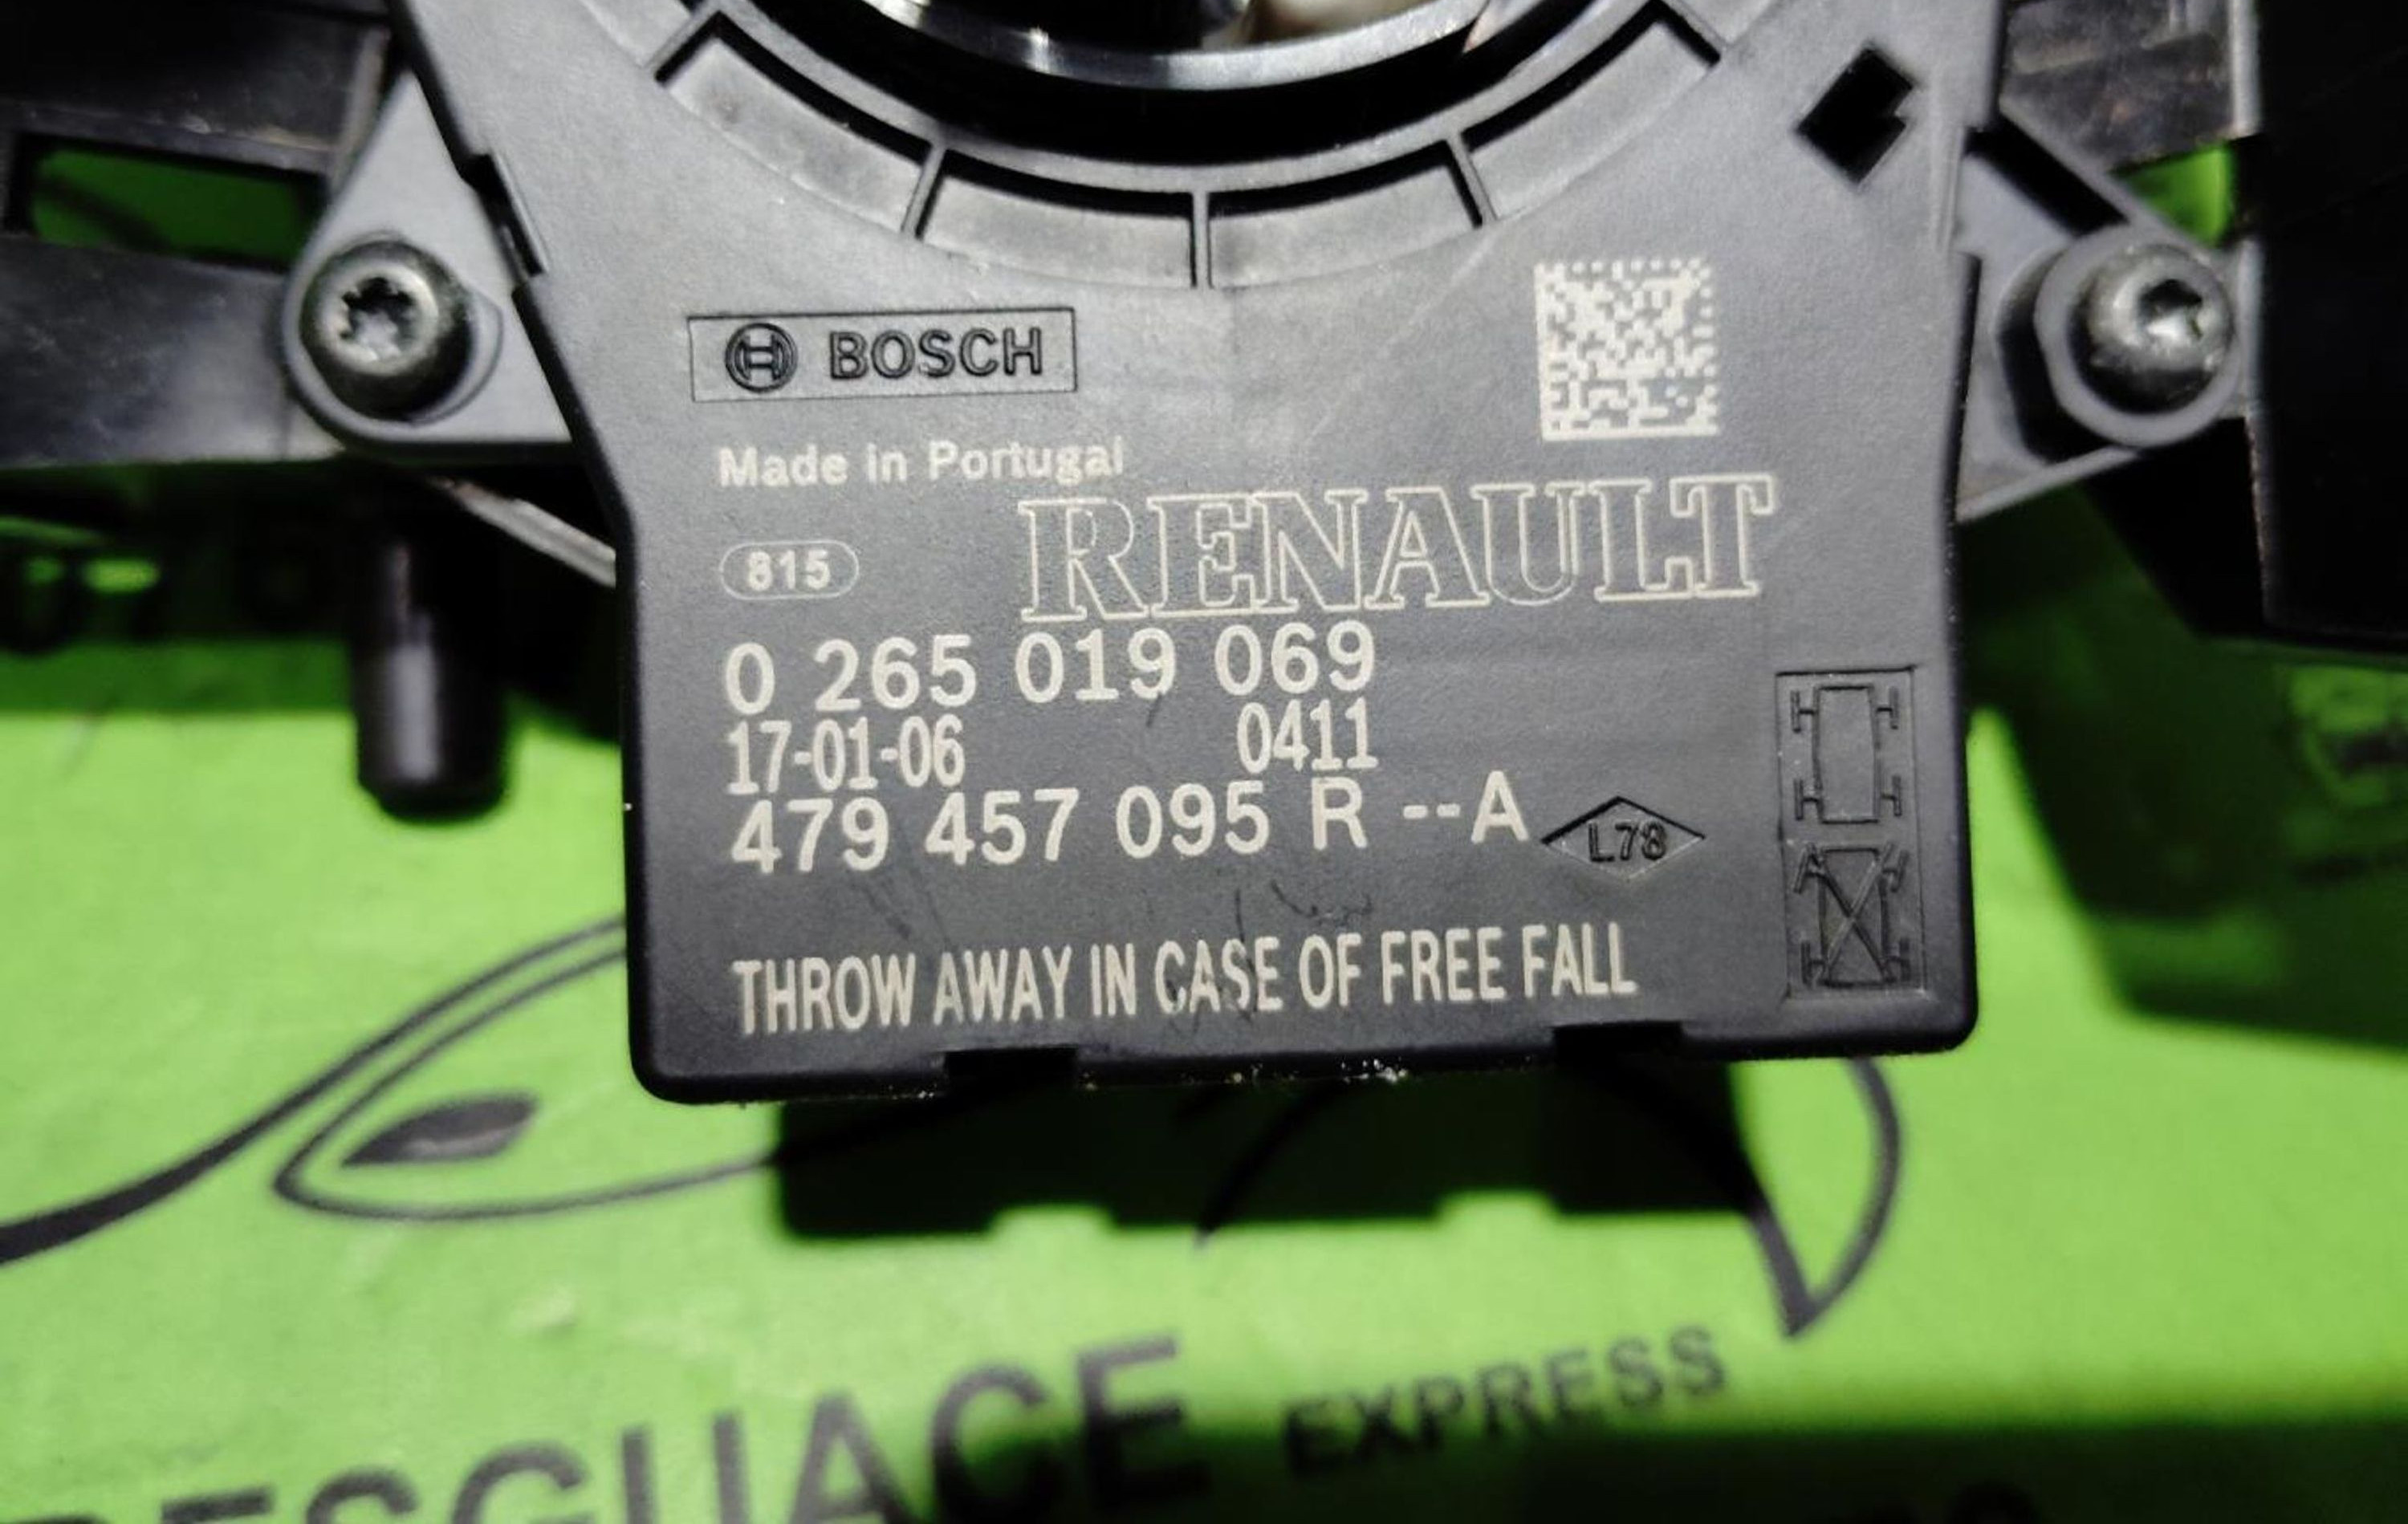 BOSCH
Made in Portugal
RENAULT
815
0 265 019 069
17-01-06 0411
479 457 095 R --A
L78
THROW AWAY IN CASE OF FREE FALL
DESGUACE EXPRESS